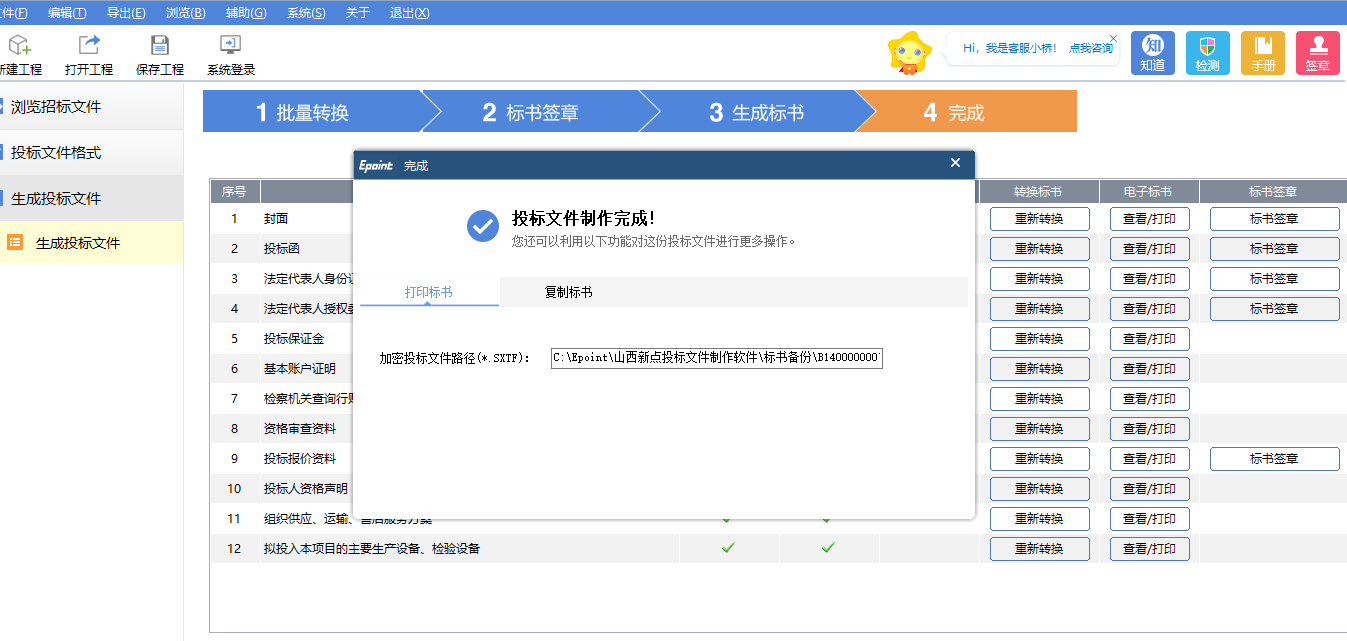 件(F) 编辑(T) 导出(E) 浏览(B) 辅助(G) 系统(S) 关于 退出(X)
新建工程 打开工程 保存工程 系统登录
Hi，我是客服小桥！ 点我咨询
知 知道 检测 手册 签章
浏览招标文件
投标文件格式
生成投标文件
生成投标文件
1 批量转换 2 标书签章 3 生成标书 4 完成
Epoint 完成
投标文件制作完成！
您还可以利用以下功能对这份投标文件进行更多操作。
打印标书 复制标书
加密投标文件路径(*.SXTF)： C:\Epoint\山西新点投标文件制作软件\标书备份\B140000000
序号 转换标书 电子标书 标书签章
1 封面 重新转换 查看/打印 标书签章
2 投标函 重新转换 查看/打印 标书签章
3 法定代表人身份 重新转换 查看/打印 标书签章
4 法定代表人授权 重新转换 查看/打印 标书签章
5 投标保证金 重新转换 查看/打印
6 基本账户证明 重新转换 查看/打印
7 检察机关查询行 重新转换 查看/打印
8 资格审查资料 重新转换 查看/打印
9 投标报价资料 重新转换 查看/打印 标书签章
10 投标人资格声明 重新转换 查看/打印
11 组织供应、运输、售后服务方案 重新转换 查看/打印
12 拟投入本项目的主要生产设备、检验设备 重新转换 查看/打印